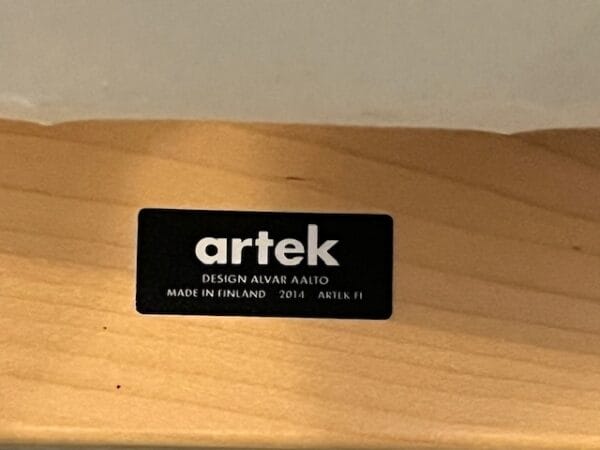 artek
DESIGN ALVAR AALTO
MADE IN FINLAND 2014 ARTEK FI